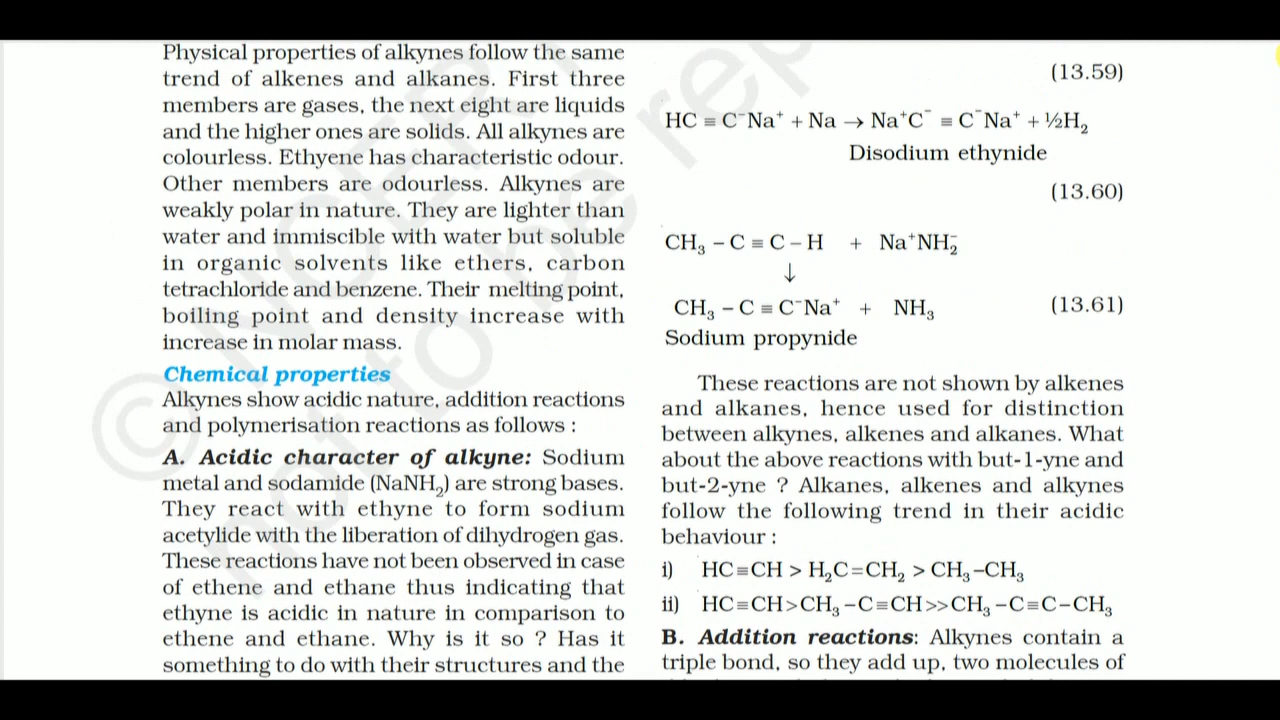 Physical properties of alkynes follow the same
trend of alkenes and alkanes. First three
members are gases, the next eight are liquids
and the higher ones are solids. All alkynes are
colourless. Ethyene has characteristic odour.
Other members are odourless. Alkynes are
weakly polar in nature. They are lighter than
water and immiscible with water but soluble
in organic solvents like ethers, carbon
tetrachloride and benzene. Their melting point,
boiling point and density increase with
increase in molar mass.
Chemical properties
Alkynes show acidic nature, addition reactions
and polymerisation reactions as follows :
A. Acidic character of alkyne: Sodium
metal and sodamide (NaNH₂) are strong bases.
They react with ethyne to form sodium
acetylide with the liberation of dihydrogen gas.
These reactions have not been observed in case
of ethene and ethane thus indicating that
ethyne is acidic in nature in comparison to
ethene and ethane. Why is it so ? Has it
something to do with their structures and the
(13.59)
HC ≡ C⁻Na⁺ + Na → Na⁺C⁻ ≡ C⁻Na⁺ + ½H₂
Disodium ethynide
(13.60)
CH₃ – C ≡ C – H + Na⁺NH₂⁻
↓
CH₃ – C ≡ C⁻Na⁺ + NH₃ (13.61)
Sodium propynide
These reactions are not shown by alkenes
and alkanes, hence used for distinction
between alkynes, alkenes and alkanes. What
about the above reactions with but-1-yne and
but-2-yne ? Alkanes, alkenes and alkynes
follow the following trend in their acidic
behaviour :
i) HC≡CH > H₂C=CH₂ > CH₃–CH₃
ii) HC≡CH>CH₃–C≡CH>>CH₃–C≡C–CH₃
B. Addition reactions: Alkynes contain a
triple bond, so they add up, two molecules of
© NCERT
not to be rep